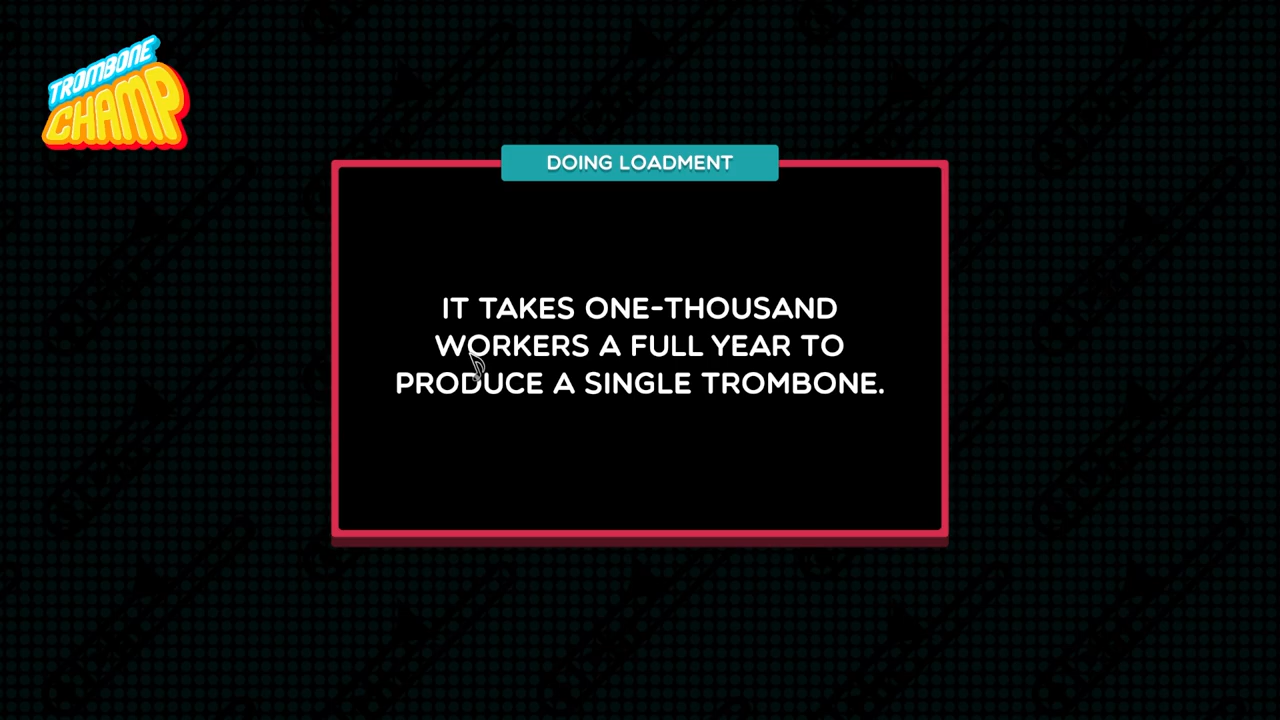 TROMBONE
CHAMP
DOING LOADMENT
IT TAKES ONE-THOUSAND
WORKERS A FULL YEAR TO
PRODUCE A SINGLE TROMBONE.